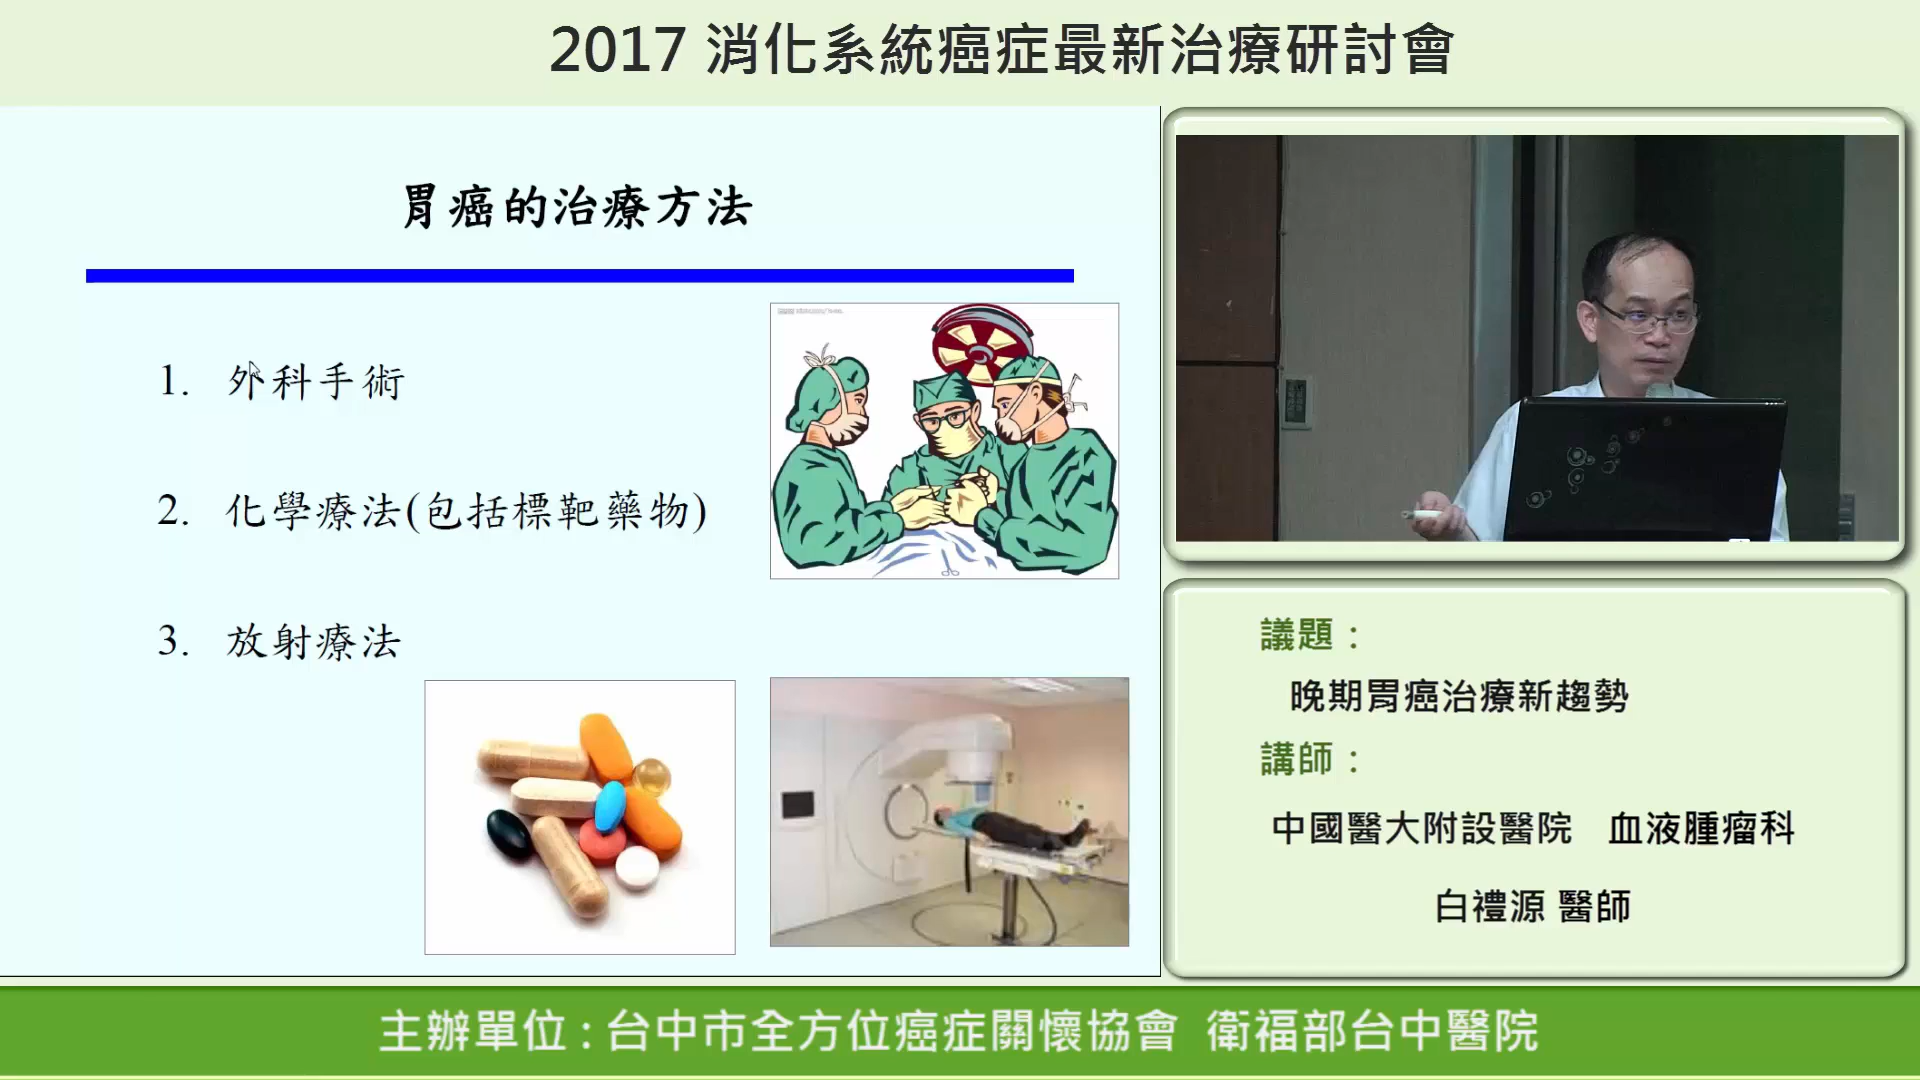 2017 消化系統癌症最新治療研討會
胃癌的治療方法
1. 外科手術
2. 化學療法(包括標靶藥物)
3. 放射療法
議題：
晚期胃癌治療新趨勢
講師：
中國醫大附設醫院 血液腫瘤科
白禮源 醫師
主辦單位 : 台中市全方位癌症關懷協會 衛福部台中醫院